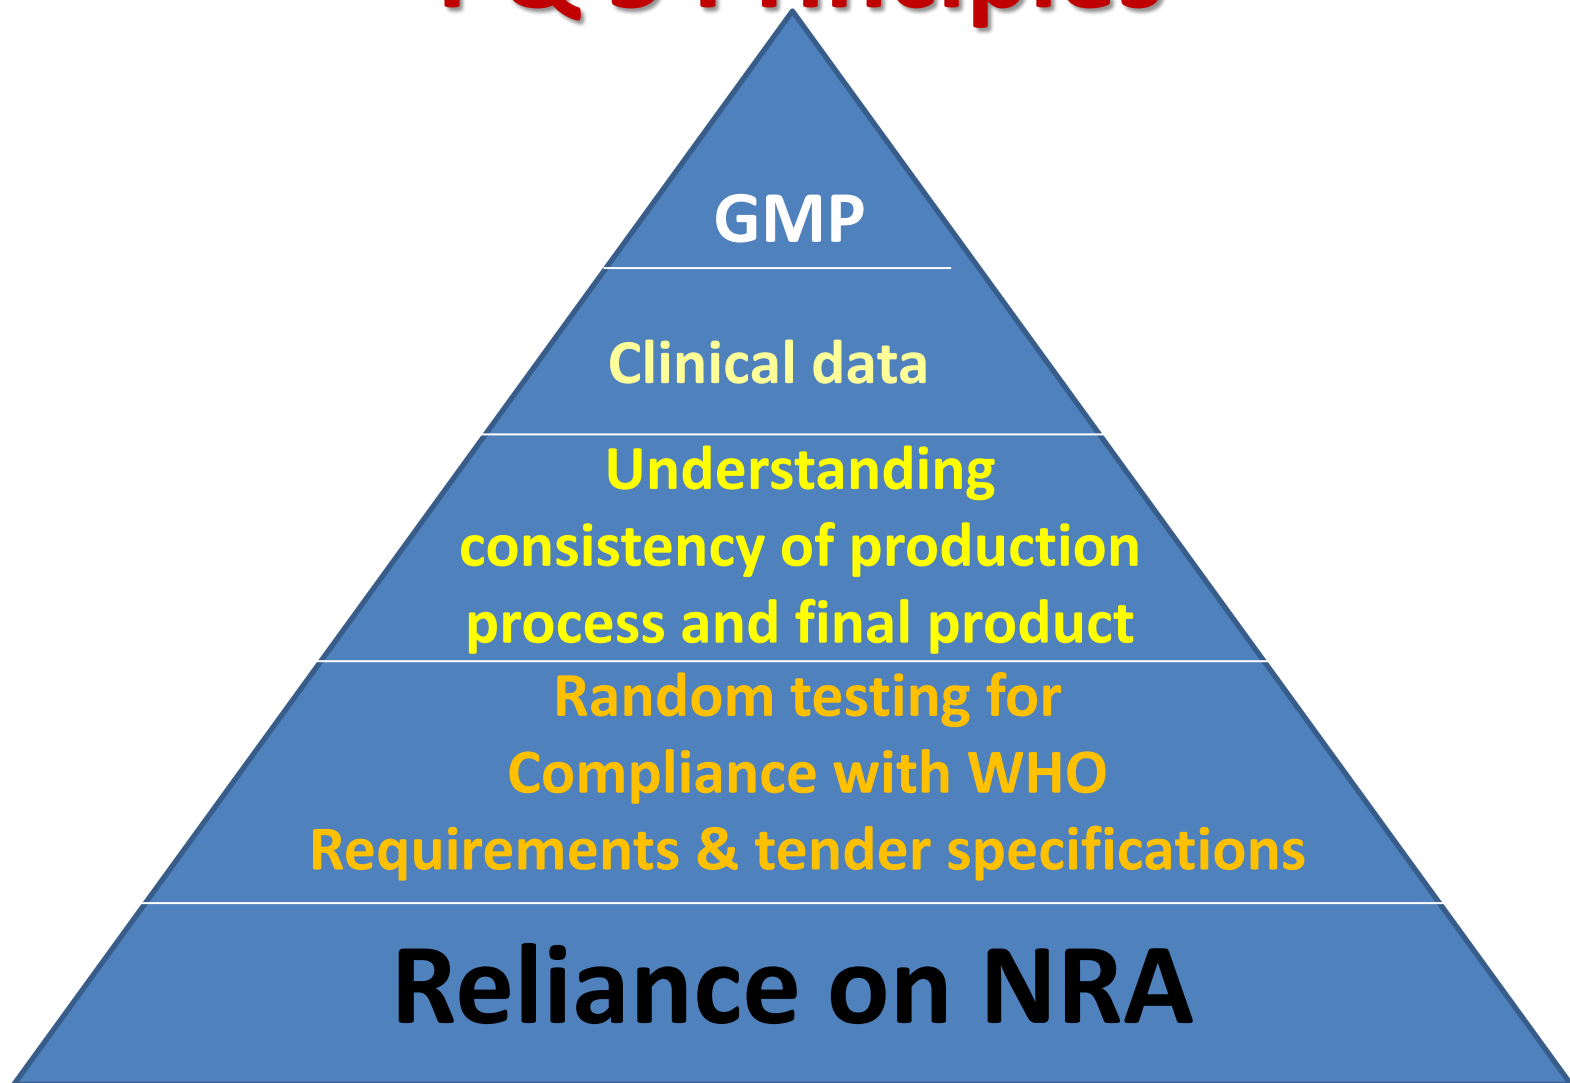 Principles
GMP
Clinical data
Understanding
consistency of production
process and final product
Random testing for
Compliance with WHO
Requirements & tender specifications
Reliance on NRA